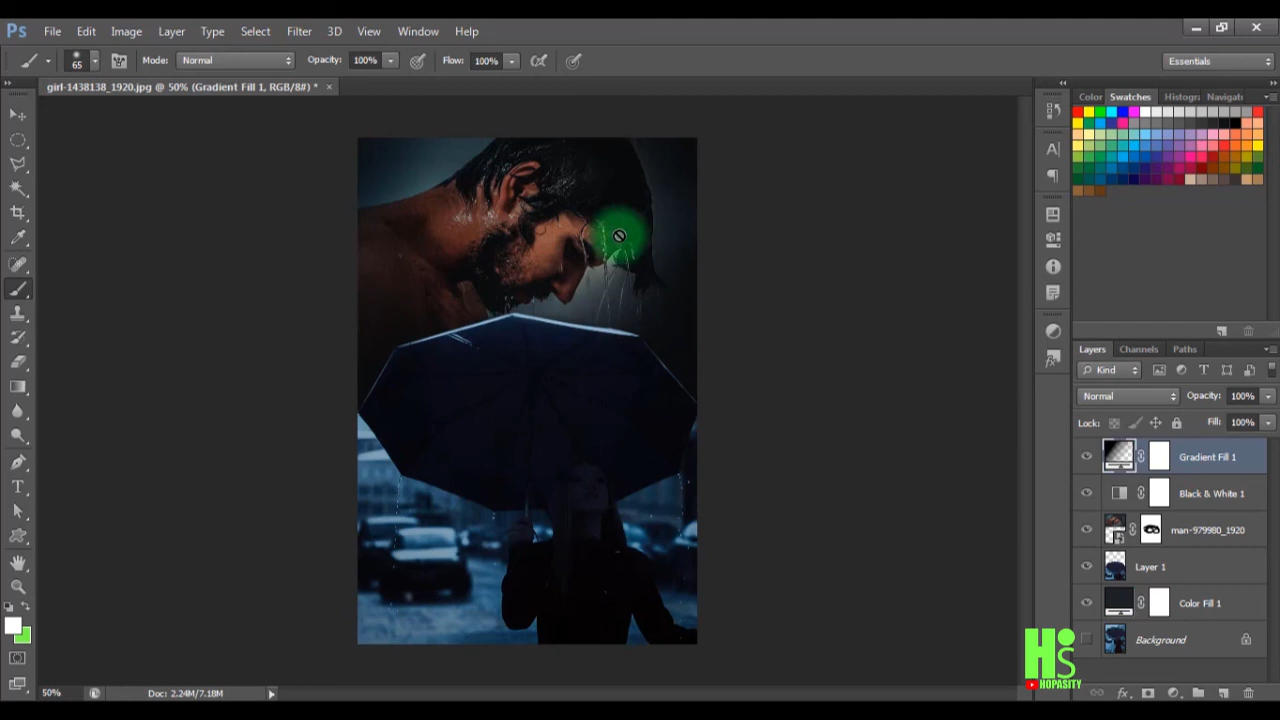 Ps File Edit Image Layer Type Select Filter 3D View Window Help
65 Mode: Normal Opacity: 100% Flow: 100% Essentials
girl-1438138_1920.jpg @ 50% (Gradient Fill 1, RGB/8#) * ×
Color Swatches Histogra Navigati
Layers Channels Paths
Kind
Normal Opacity: 100%
Lock: Fill: 100%
Gradient Fill 1
Black & White 1
man-979980_1920
Layer 1
Color Fill 1
Background
HS
HOPASITY
50% Doc: 2.24M/7.18M